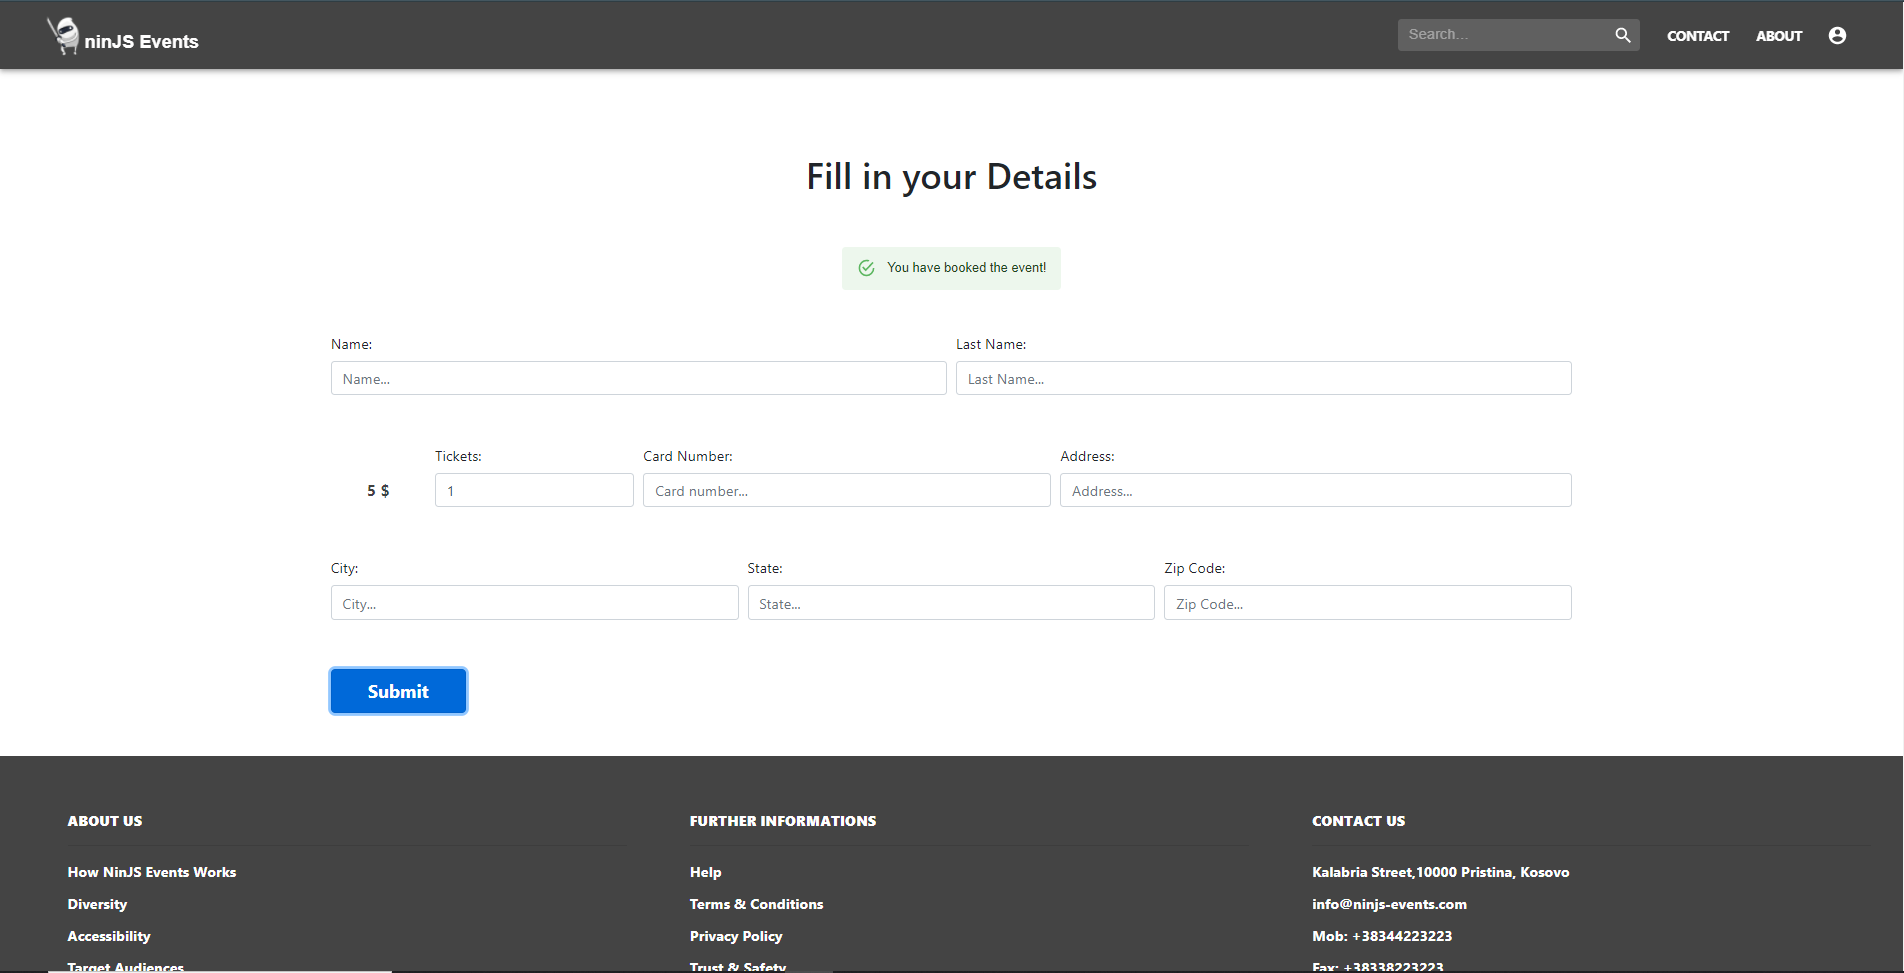 ninJS Events
Search...
CONTACT
ABOUT
Fill in your Details
You have booked the event!
Name:
Last Name:
Name...
Last Name...
Tickets:
Card Number:
Address:
5 $
1
Card number...
Address...
City:
State:
Zip Code:
City...
State...
Zip Code...
Submit
ABOUT US
How NinJS Events Works
Diversity
Accessibility
Target Audiences
FURTHER INFORMATIONS
Help
Terms & Conditions
Privacy Policy
Trust & Safety
CONTACT US
Kalabria Street,10000 Pristina, Kosovo
info@ninjs-events.com
Mob: +38344223223
Fax: +38338223223